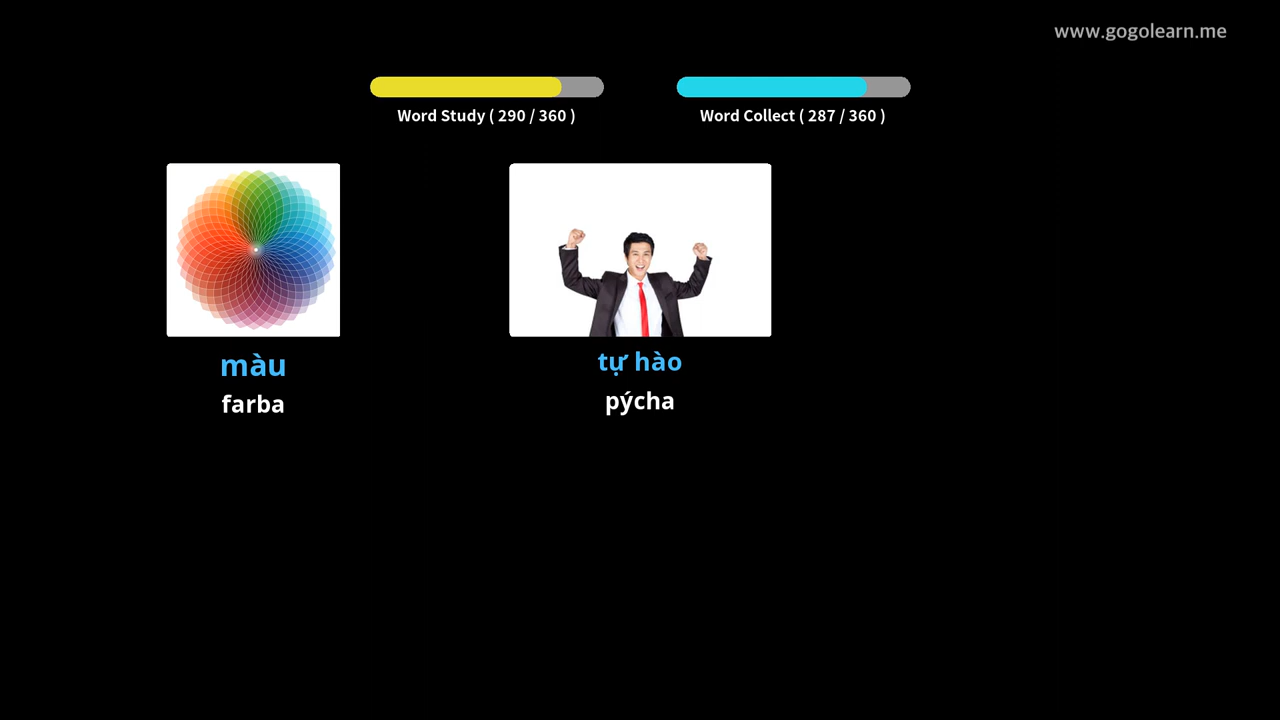 www.gogolearn.me
Word Study ( 290 / 360 )
Word Collect ( 287 / 360 )
màu
farba
tự hào
pýcha